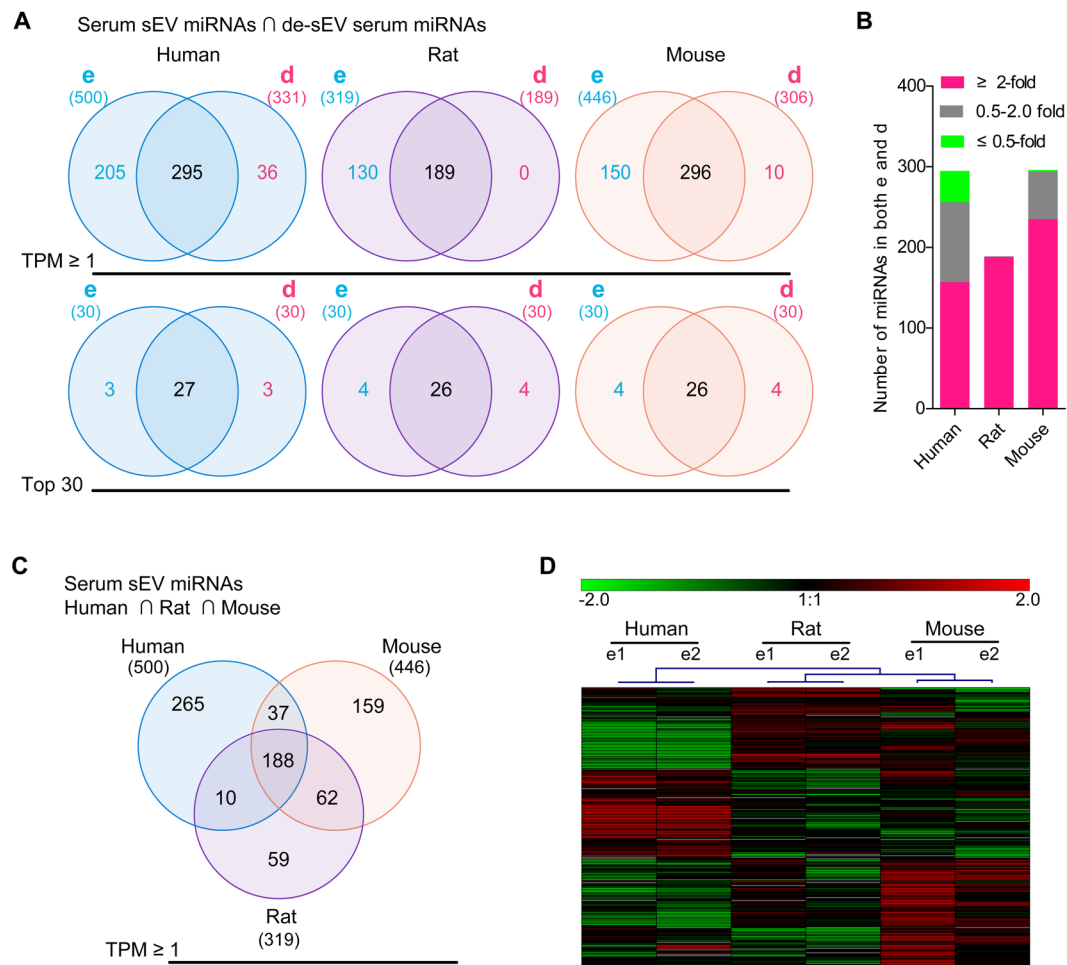 A
Serum sEV miRNAs ∩ de-sEV serum miRNAs
Human
Rat
Mouse
e
d
e
d
e
d
(500)
(331)
(319)
(189)
(446)
(306)
205
295
36
130
189
0
150
296
10
TPM ≥ 1
e
d
e
d
e
d
(30)
(30)
(30)
(30)
(30)
(30)
3
27
3
4
26
4
4
26
4
Top 30
B
≥ 2-fold
0.5-2.0 fold
≤ 0.5-fold
Number of miRNAs in both e and d
400
300
200
100
0
Human
Rat
Mouse
C
Serum sEV miRNAs
Human ∩ Rat ∩ Mouse
Human
(500)
Mouse
(446)
265
37
159
188
10
62
59
Rat
(319)
TPM ≥ 1
D
-2.0
1:1
2.0
Human
Rat
Mouse
e1
e2
e1
e2
e1
e2